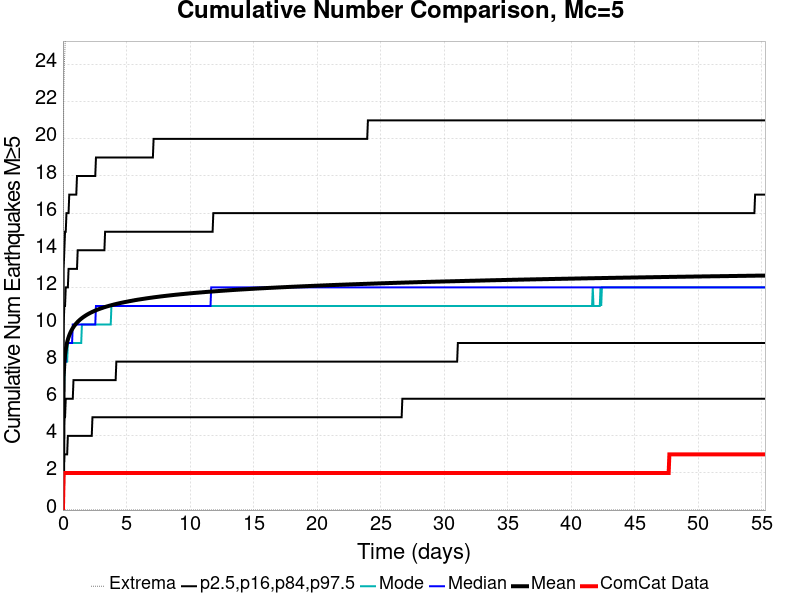 Cumulative Number Comparison, Mc=5
Cumulative Num Earthquakes M≥5
24
22
20
18
16
14
12
10
8
6
4
2
0
0 5 10 15 20 25 30 35 40 45 50 55
Time (days)
Extrema p2.5,p16,p84,p97.5 Mode Median Mean ComCat Data